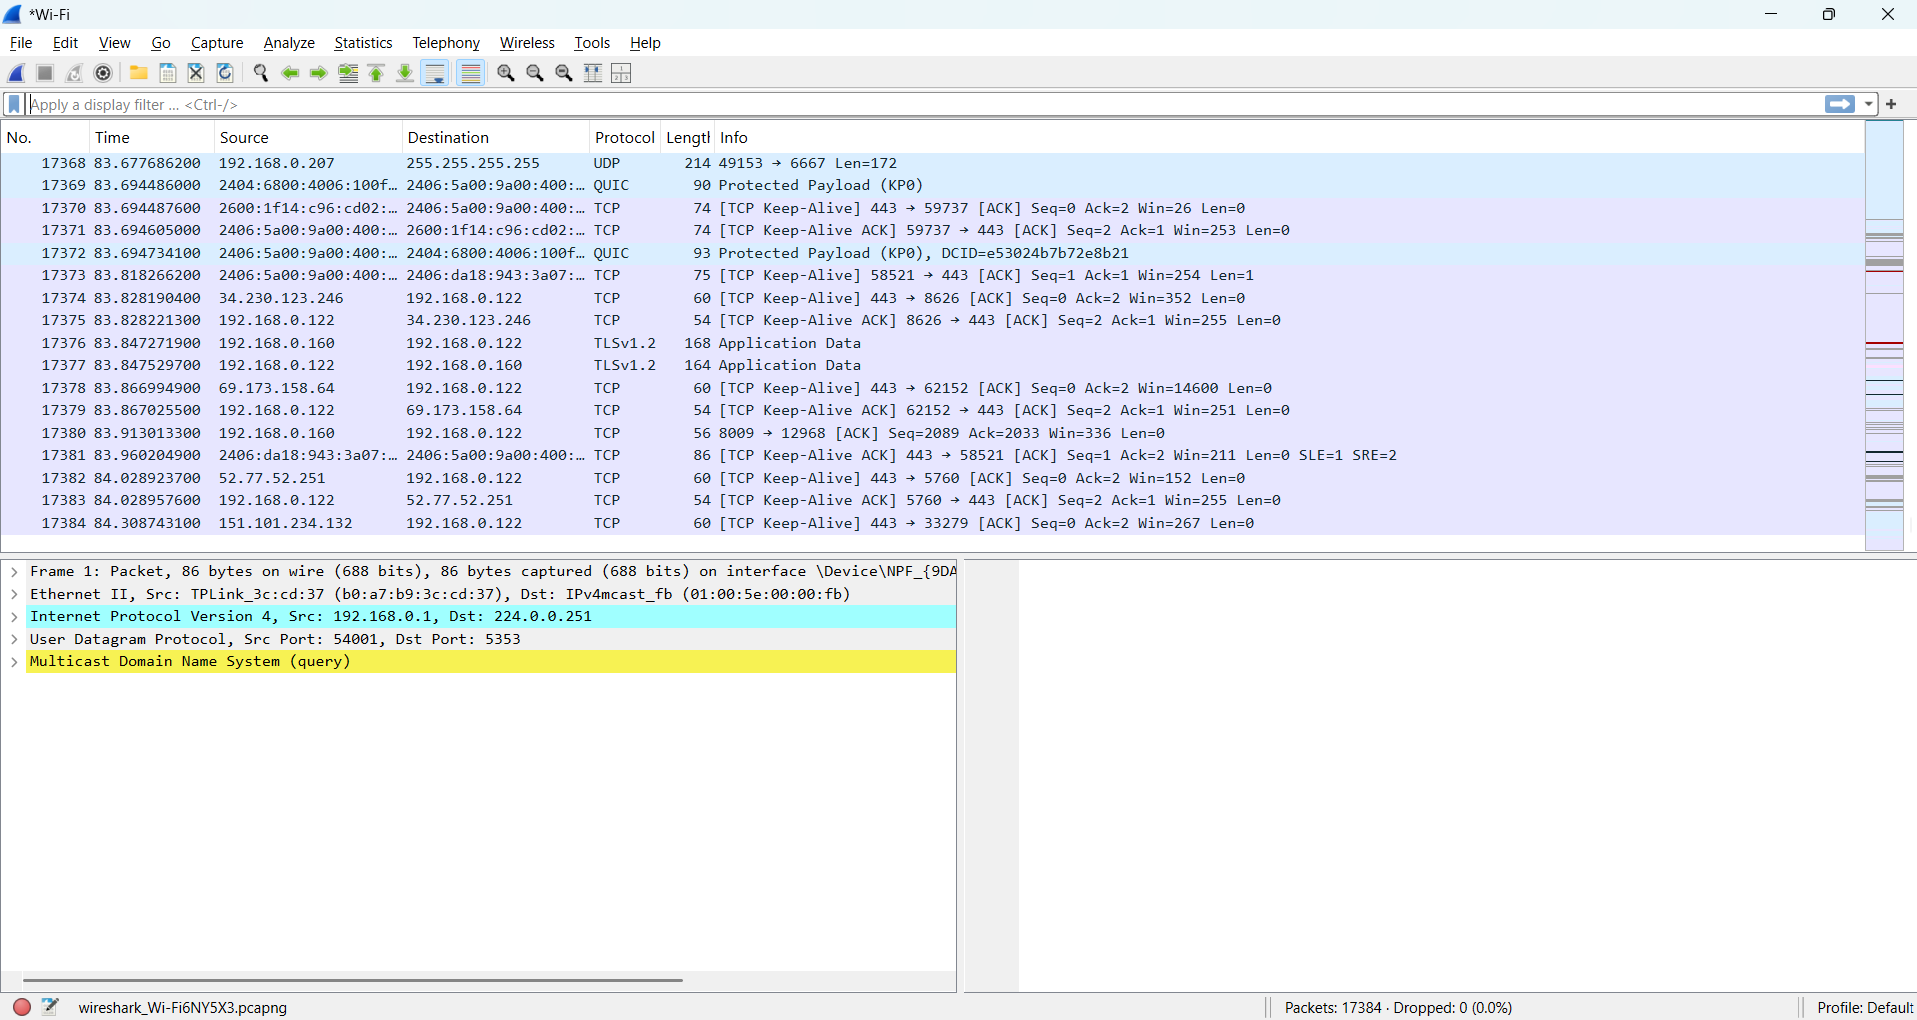 *Wi-Fi
File Edit View Go Capture Analyze Statistics Telephony Wireless Tools Help
Apply a display filter ... <Ctrl-/>
No. Time Source Destination Protocol Length Info
17368 83.677686200 192.168.0.207 255.255.255.255 UDP 214 49153 → 6667 Len=172
17369 83.694486000 2404:6800:4006:100f… 2406:5a00:9a00:400:… QUIC 90 Protected Payload (KP0)
17370 83.694487600 2600:1f14:c96:cd02:… 2406:5a00:9a00:400:… TCP 74 [TCP Keep-Alive] 443 → 59737 [ACK] Seq=0 Ack=2 Win=26 Len=0
17371 83.694605000 2406:5a00:9a00:400:… 2600:1f14:c96:cd02:… TCP 74 [TCP Keep-Alive ACK] 59737 → 443 [ACK] Seq=2 Ack=1 Win=253 Len=0
17372 83.694734100 2406:5a00:9a00:400:… 2404:6800:4006:100f… QUIC 93 Protected Payload (KP0), DCID=e53024b7b72e8b21
17373 83.818266200 2406:5a00:9a00:400:… 2406:da18:943:3a07:… TCP 75 [TCP Keep-Alive] 58521 → 443 [ACK] Seq=1 Ack=1 Win=254 Len=1
17374 83.828190400 34.230.123.246 192.168.0.122 TCP 60 [TCP Keep-Alive] 443 → 8626 [ACK] Seq=0 Ack=2 Win=352 Len=0
17375 83.828221300 192.168.0.122 34.230.123.246 TCP 54 [TCP Keep-Alive ACK] 8626 → 443 [ACK] Seq=2 Ack=1 Win=255 Len=0
17376 83.847271900 192.168.0.160 192.168.0.122 TLSv1.2 168 Application Data
17377 83.847529700 192.168.0.122 192.168.0.160 TLSv1.2 164 Application Data
17378 83.866994900 69.173.158.64 192.168.0.122 TCP 60 [TCP Keep-Alive] 443 → 62152 [ACK] Seq=0 Ack=2 Win=14600 Len=0
17379 83.867025500 192.168.0.122 69.173.158.64 TCP 54 [TCP Keep-Alive ACK] 62152 → 443 [ACK] Seq=2 Ack=1 Win=251 Len=0
17380 83.913013300 192.168.0.160 192.168.0.122 TCP 56 8009 → 12968 [ACK] Seq=2089 Ack=2033 Win=336 Len=0
17381 83.960204900 2406:da18:943:3a07:… 2406:5a00:9a00:400:… TCP 86 [TCP Keep-Alive ACK] 443 → 58521 [ACK] Seq=1 Ack=2 Win=211 Len=0 SLE=1 SRE=2
17382 84.028923700 52.77.52.251 192.168.0.122 TCP 60 [TCP Keep-Alive] 443 → 5760 [ACK] Seq=0 Ack=2 Win=152 Len=0
17383 84.028957600 192.168.0.122 52.77.52.251 TCP 54 [TCP Keep-Alive ACK] 5760 → 443 [ACK] Seq=2 Ack=1 Win=255 Len=0
17384 84.308743100 151.101.234.132 192.168.0.122 TCP 60 [TCP Keep-Alive] 443 → 33279 [ACK] Seq=0 Ack=2 Win=267 Len=0
Frame 1: Packet, 86 bytes on wire (688 bits), 86 bytes captured (688 bits) on interface \Device\NPF_{9DA
Ethernet II, Src: TPLink_3c:cd:37 (b0:a7:b9:3c:cd:37), Dst: IPv4mcast_fb (01:00:5e:00:00:fb)
Internet Protocol Version 4, Src: 192.168.0.1, Dst: 224.0.0.251
User Datagram Protocol, Src Port: 54001, Dst Port: 5353
Multicast Domain Name System (query)
wireshark_Wi-Fi6NY5X3.pcapng Packets: 17384 · Dropped: 0 (0.0%) Profile: Default